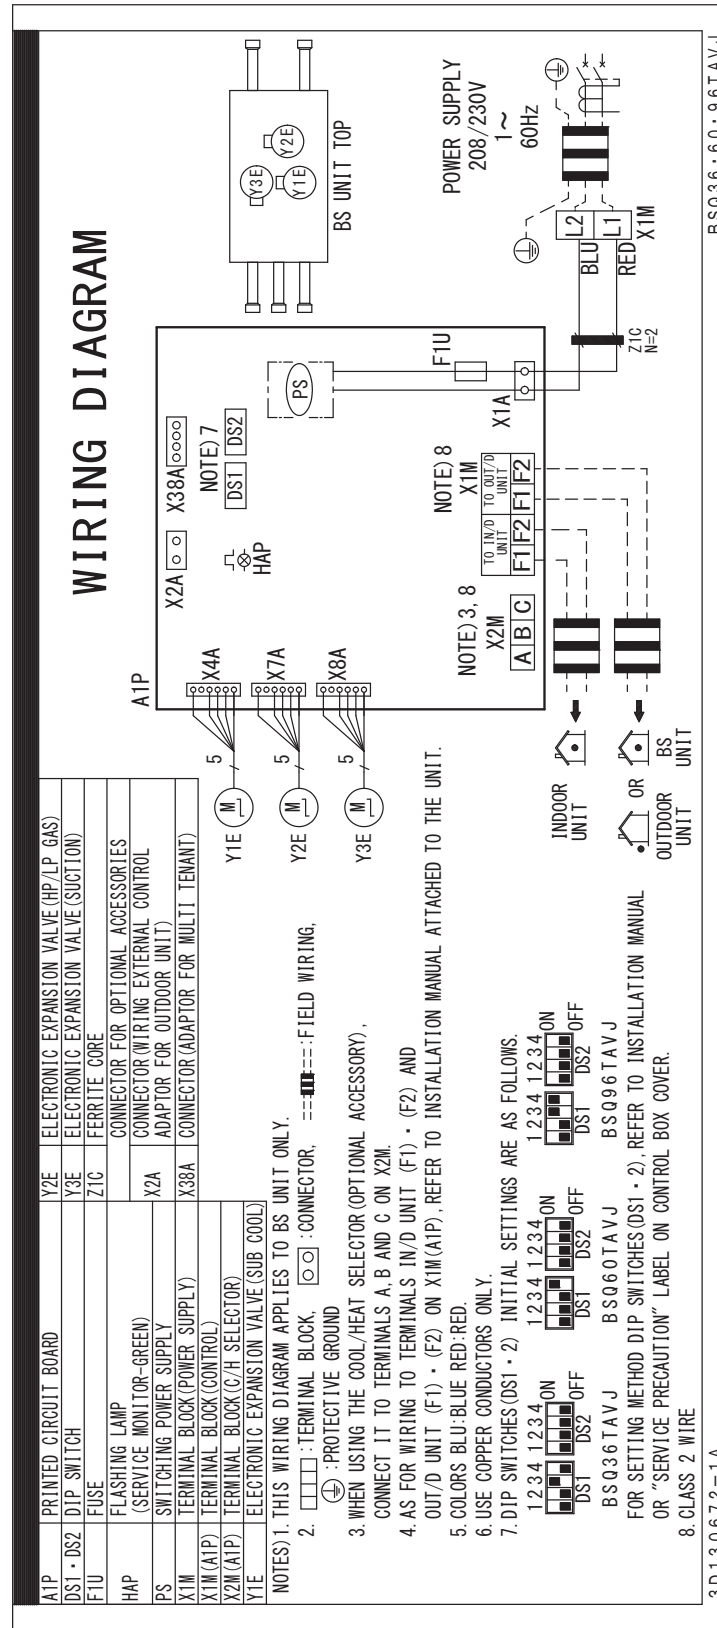 WIRING DIAGRAM
A1P PRINTED CIRCUIT BOARD
DS1・DS2 DIP SWITCH
F1U FUSE
HAP FLASHING LAMP
(SERVICE MONITOR-GREEN)
PS SWITCHING POWER SUPPLY
X1M TERMINAL BLOCK(POWER SUPPLY)
X1M(A1P) TERMINAL BLOCK(CONTROL)
X2M(A1P) TERMINAL BLOCK(C/H SELECTOR)
Y1E ELECTRONIC EXPANSION VALVE(SUB COOL)
Y2E ELECTRONIC EXPANSION VALVE(HP/LP GAS)
Y3E ELECTRONIC EXPANSION VALVE(SUCTION)
Z1C FERRITE CORE
CONNECTOR FOR OPTIONAL ACCESSORIES
X2A CONNECTOR(WIRING EXTERNAL CONTROL
ADAPTOR FOR OUTDOOR UNIT)
X38A CONNECTOR(ADAPTOR FOR MULTI TENANT)
NOTES)1. THIS WIRING DIAGRAM APPLIES TO BS UNIT ONLY.
2. :TERMINAL BLOCK, :CONNECTOR, :FIELD WIRING,
:PROTECTIVE GROUND
3. WHEN USING THE COOL/HEAT SELECTOR(OPTIONAL ACCESSORY),
CONNECT IT TO TERMINALS A,B AND C ON X2M.
4. AS FOR WIRING TO TERMINALS IN/D UNIT (F1)・(F2) AND
OUT/D UNIT (F1)・(F2) ON X1M(A1P),REFER TO INSTALLATION MANUAL ATTACHED TO THE UNIT.
5. COLORS BLU:BLUE RED:RED.
6. USE COPPER CONDUCTORS ONLY.
7. DIP SWITCHES(DS1・2) INITIAL SETTINGS ARE AS FOLLOWS.
1234 1234 ON
OFF
DS1 DS2
BSQ36TAVJ
1234 1234 ON
OFF
DS1 DS2
BSQ60TAVJ
1234 1234 ON
OFF
DS1 DS2
BSQ96TAVJ
FOR SETTING METHOD DIP SWITCHES(DS1・2),REFER TO INSTALLATION MANUAL
OR "SERVICE PRECAUTION" LABEL ON CONTROL BOX COVER.
8. CLASS 2 WIRE
A1P
X2A
X38A
NOTE)7
DS1 DS2
HAP
X4A
X7A
X8A
5
5
5
M
M
M
Y1E
Y2E
Y3E
PS
F1U
X1A
NOTE)3, 8
X2M
A B C
NOTE)8
X1M
TO IN/D UNIT
TO OUT/D UNIT
F1 F2 F1 F2
INDOOR
UNIT
OUTDOOR
UNIT
OR
BS
UNIT
Z1C
N=2
BLU
RED
L2
L1
X1M
POWER SUPPLY
208/230V
1~
60Hz
Y3E
Y2E
Y1E
BS UNIT TOP
3D130672-1A
BSQ36・60・96TAVJ